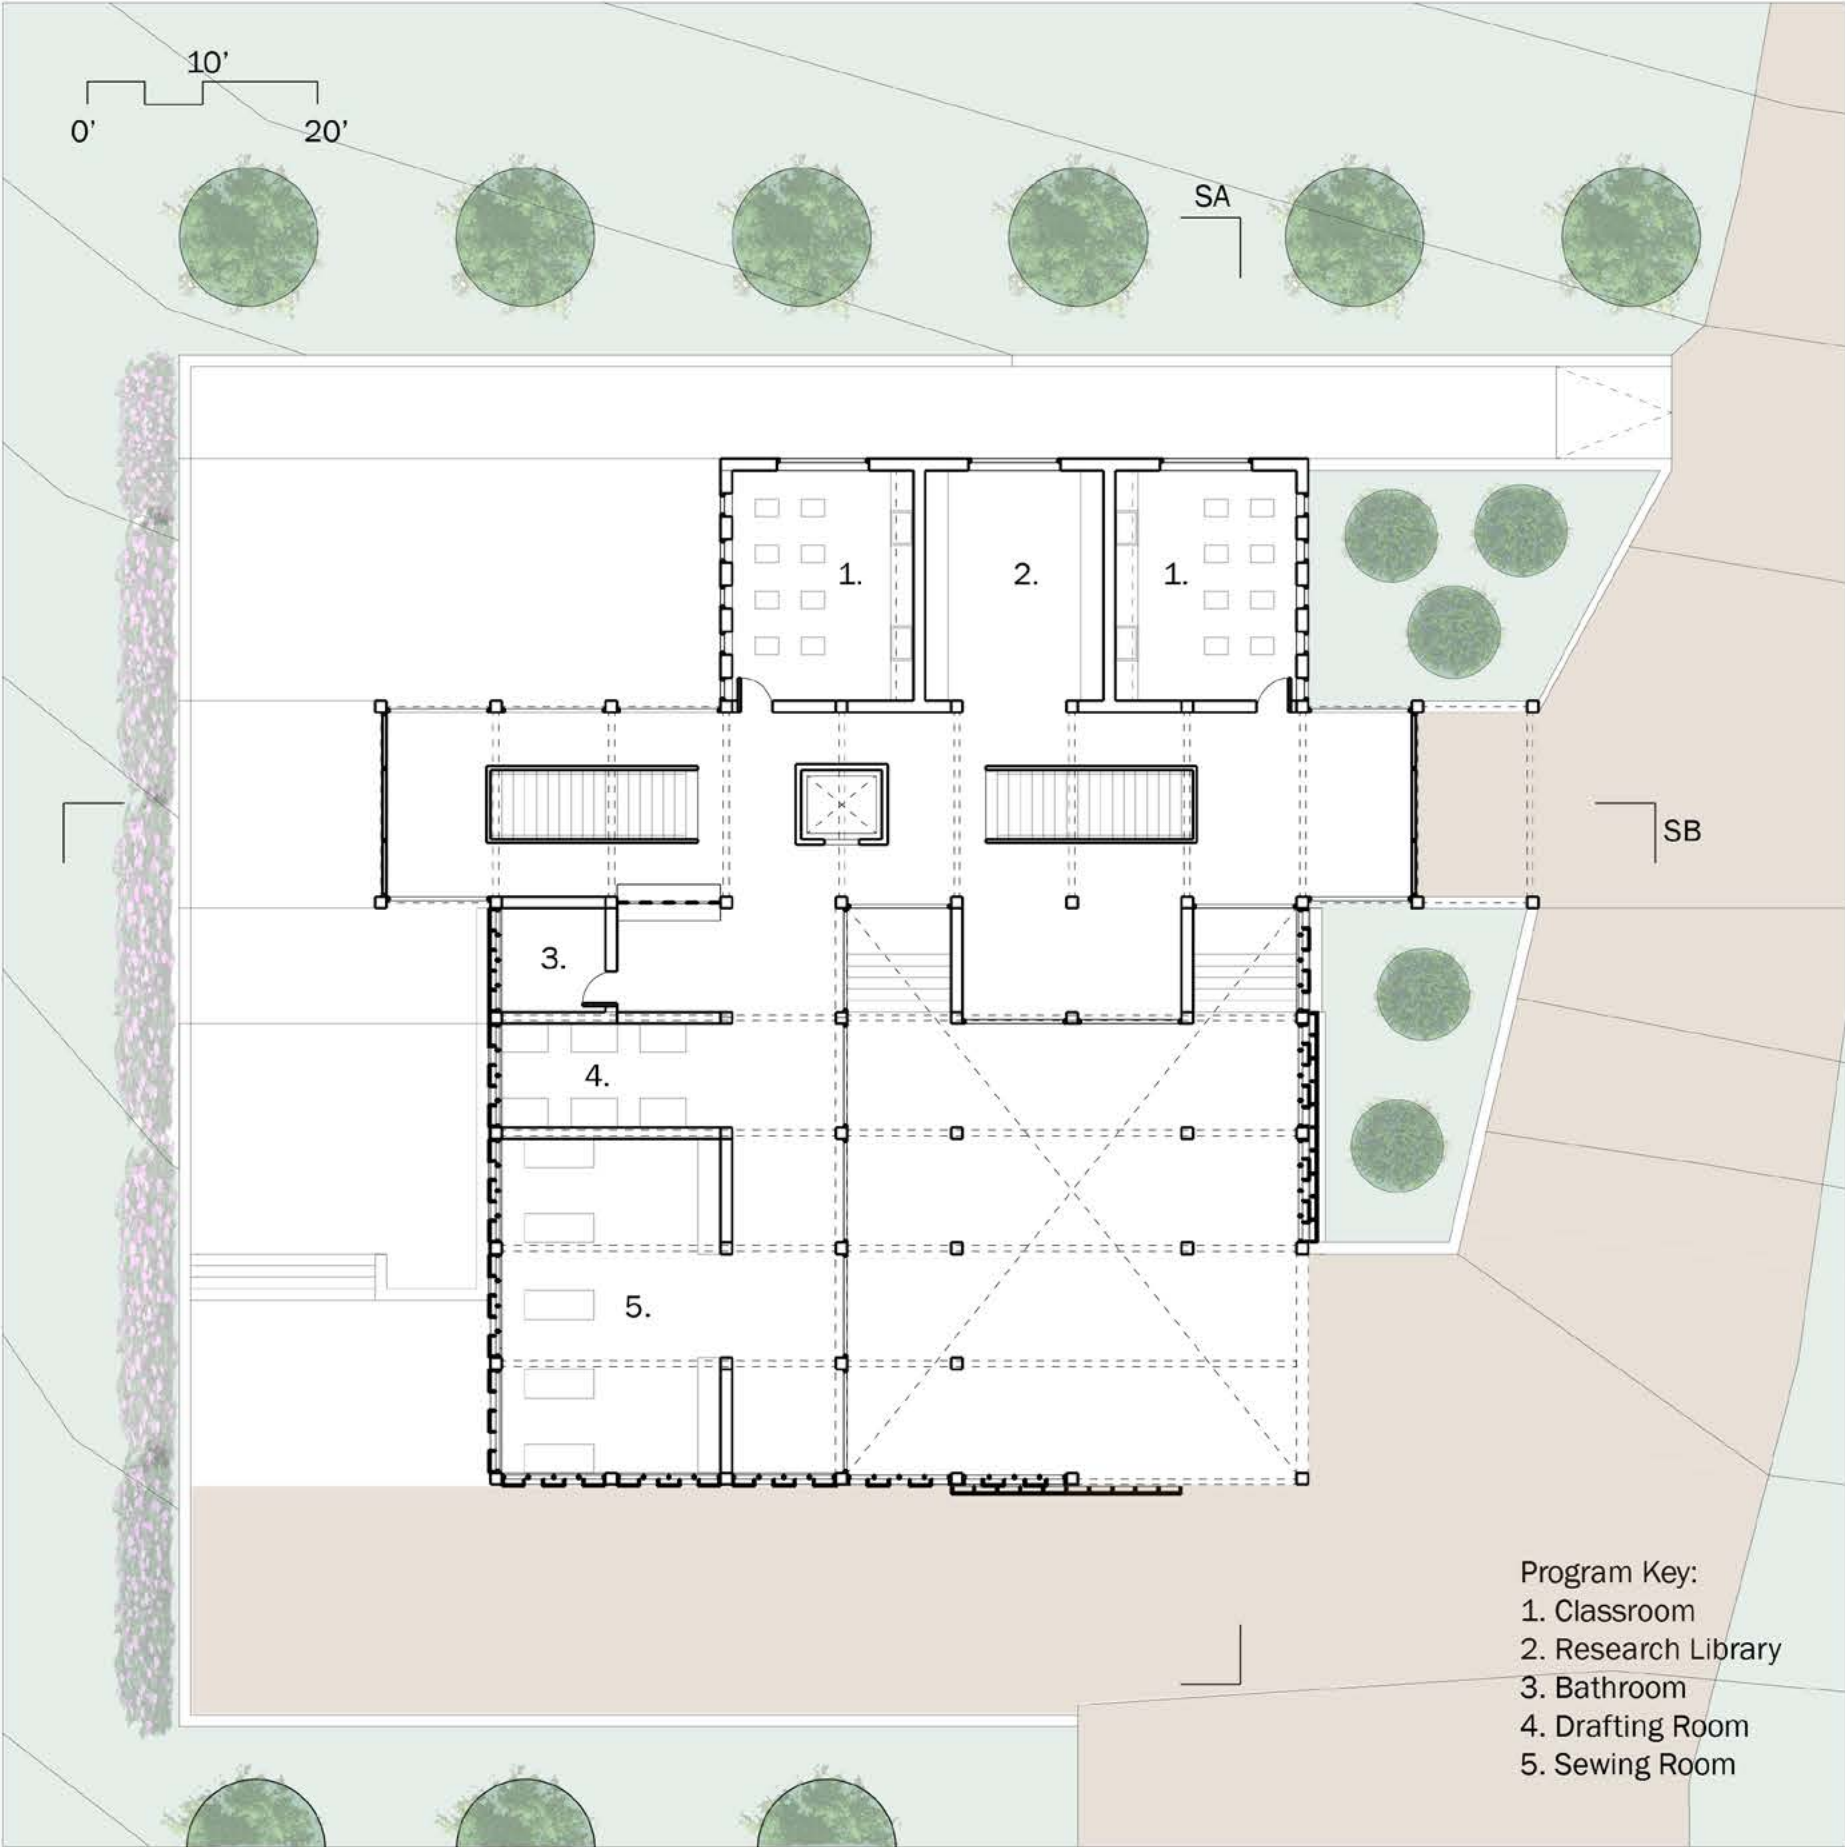 10’
0’
20’
SA
1.
2.
1.
SB
3.
4.
5.
Program Key:
1. Classroom
2. Research Library
3. Bathroom
4. Drafting Room
5. Sewing Room